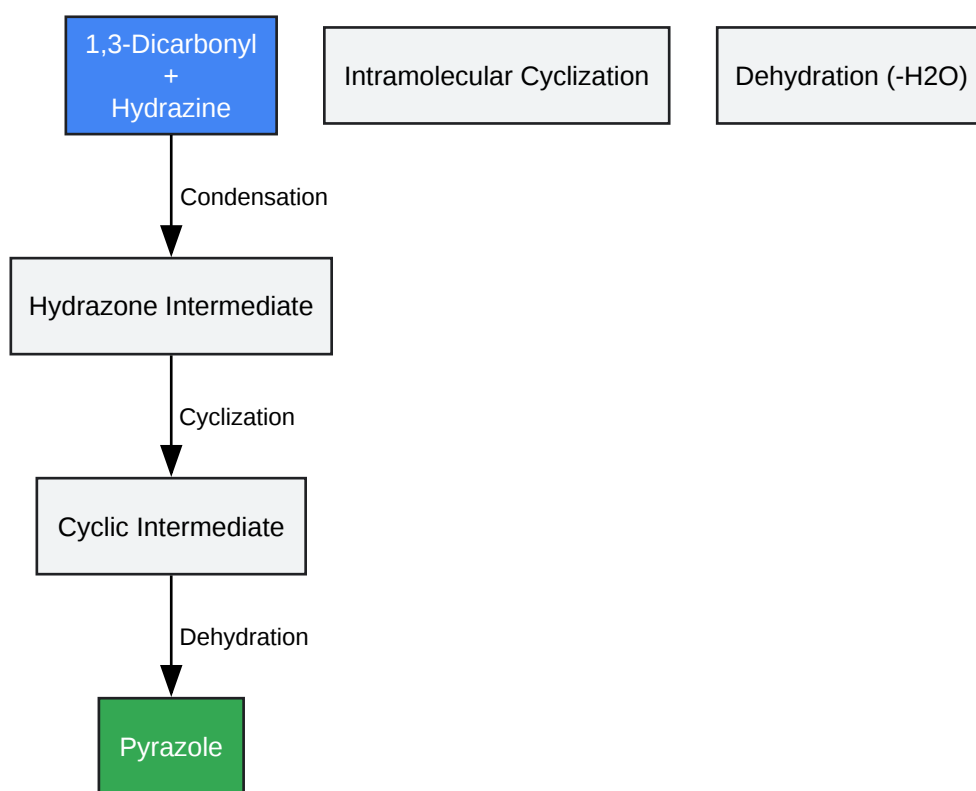 1,3-Dicarbonyl
+
Hydrazine
Intramolecular Cyclization
Dehydration (-H2O)
Condensation
Hydrazone Intermediate
Cyclization
Cyclic Intermediate
Dehydration
Pyrazole